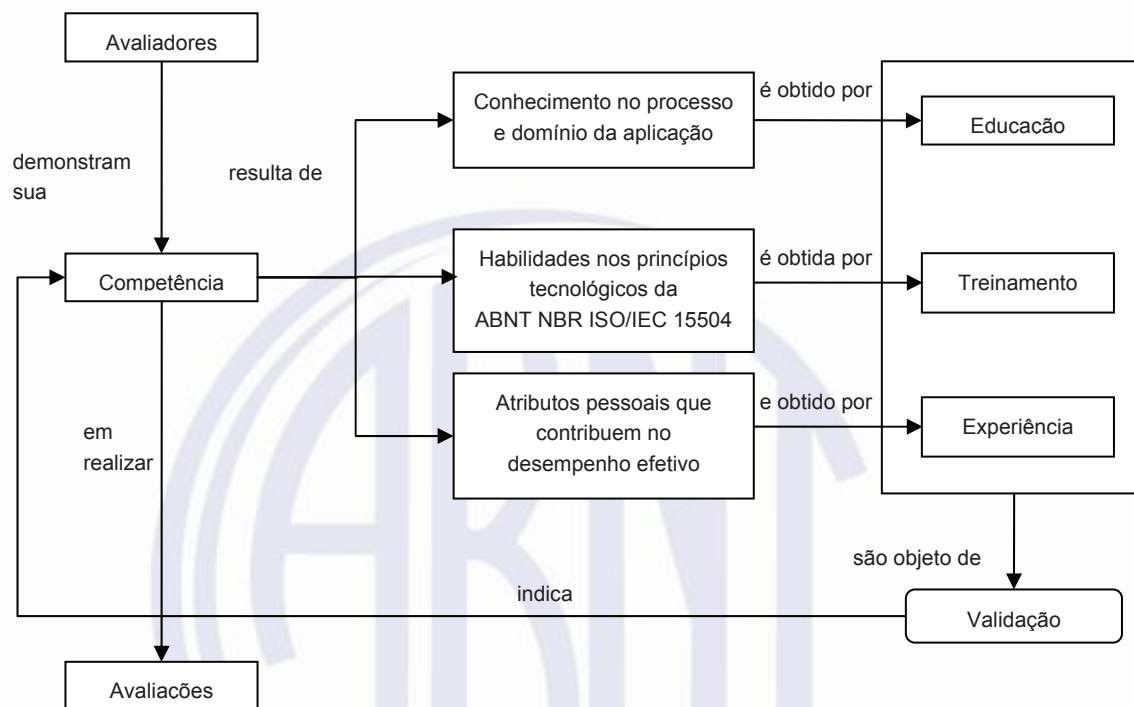 Avaliadores
demonstram
sua
Competência
em
realizar
Avaliacões
resulta de
Conhecimento no processo
e domínio da aplicação
é obtido por
Educacão
Habilidades nos princípios
tecnológicos da
ABNT NBR ISO/IEC 15504
é obtida por
Treinamento
Atributos pessoais que
contribuem no
desempenho efetivo
e obtido por
Experiência
são objeto de
Validação
indica
ABNT